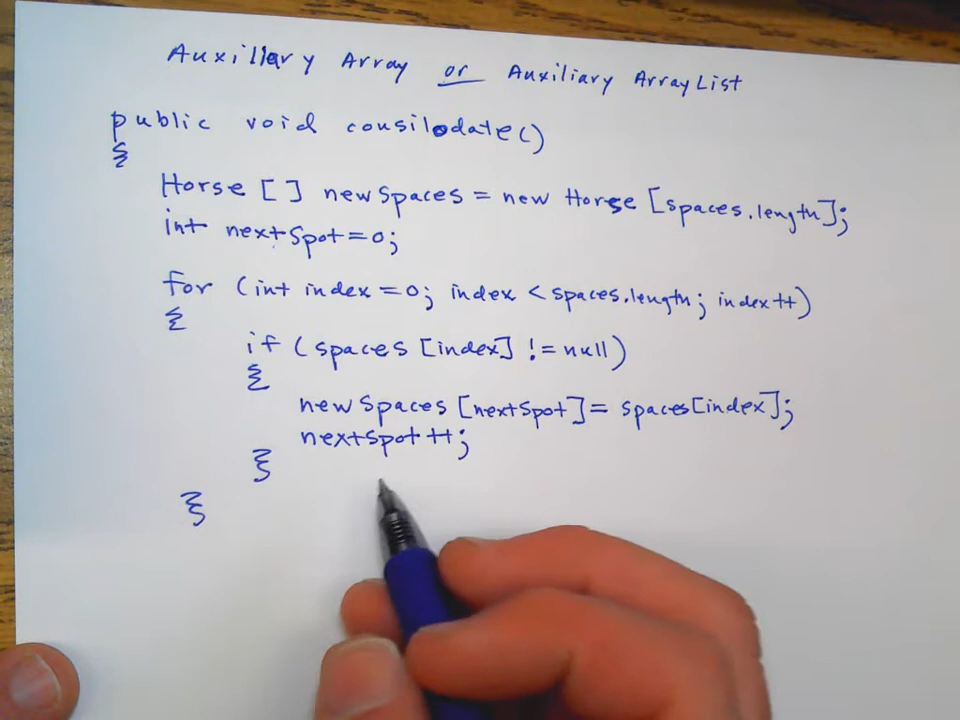 Auxillary Array or Auxiliary ArrayList
public void consilodate()
{
Horse [] newSpaces = new Horse [spaces.length];
int nextSpot=0;
for (int index=0; index < spaces.length; index++)
{
if (spaces [index] != null)
{
newSpaces [nextSpot] = spaces[index];
nextSpot++;
}
}